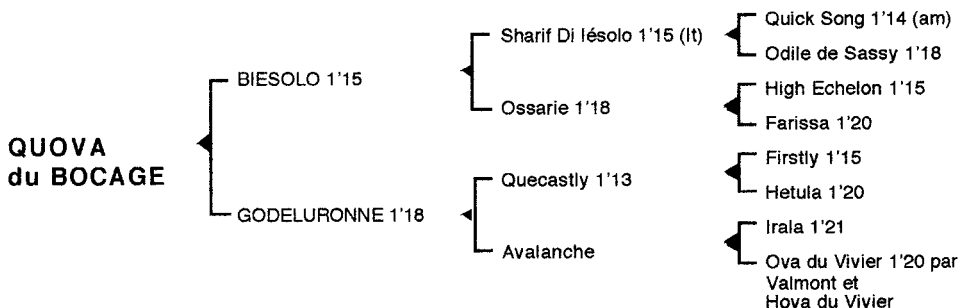 QUOVA
du BOCAGE
BIESOLO 1'15
GODELURONNE 1'18
Sharif Di Iésolo 1'15 (It)
Ossarie 1'18
Quecastly 1'13
Avalanche
Quick Song 1'14 (am)
Odile de Sassy 1'18
High Echelon 1'15
Farissa 1'20
Firstly 1'15
Hetula 1'20
Irala 1'21
Ova du Vivier 1'20 par
Valmont et
Hova du Vivier